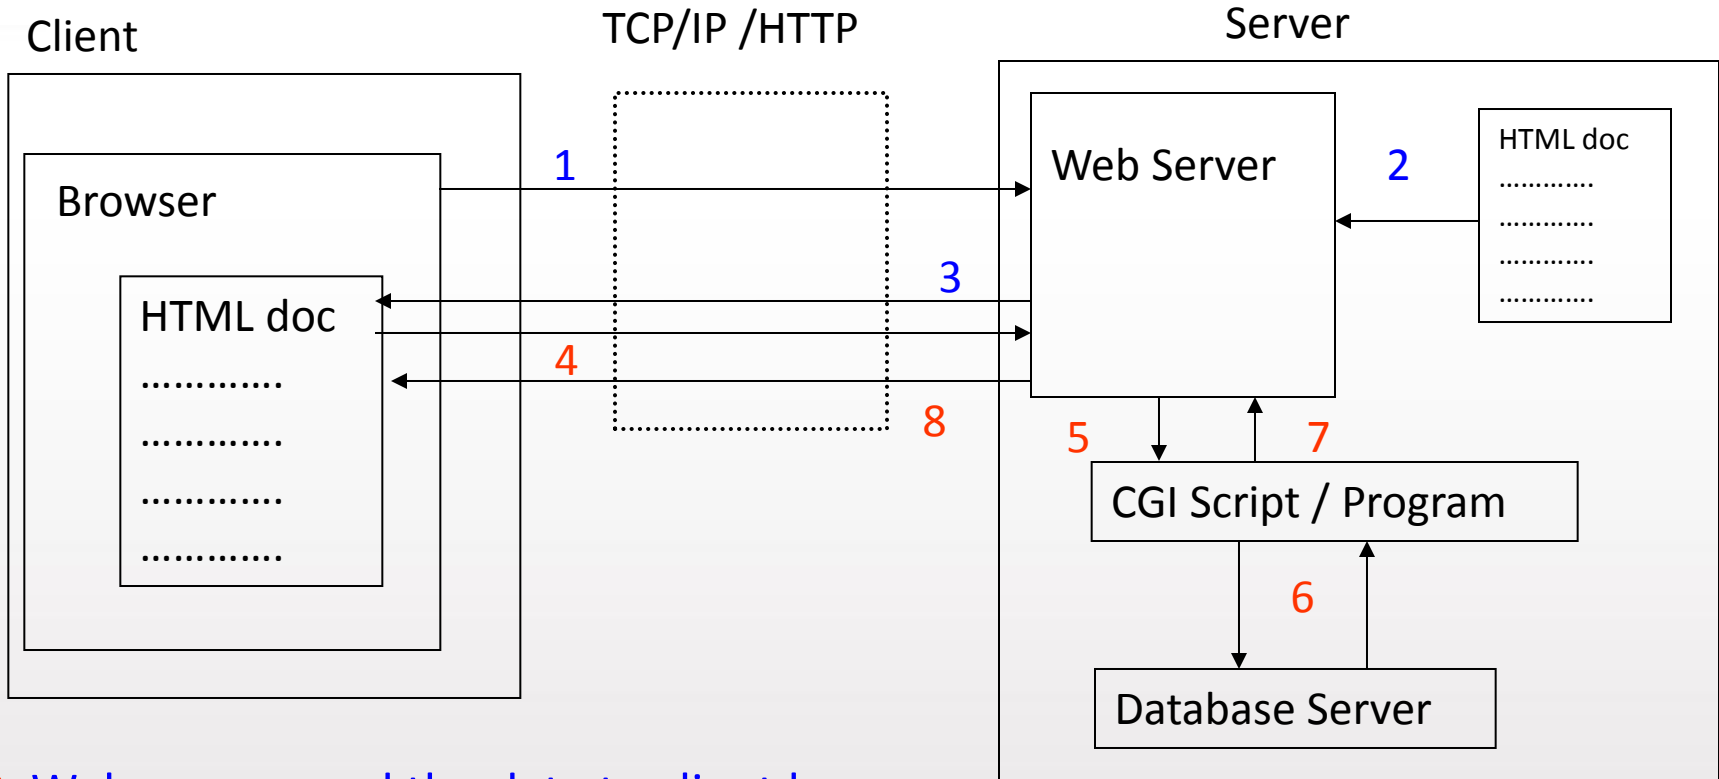 Client
TCP/IP /HTTP
Server
Browser
HTML doc
………….
………….
………….
………….
1
3
4
8
Web Server
2
HTML doc
………….
………….
………….
………….
5
7
CGI Script / Program
6
Database Server